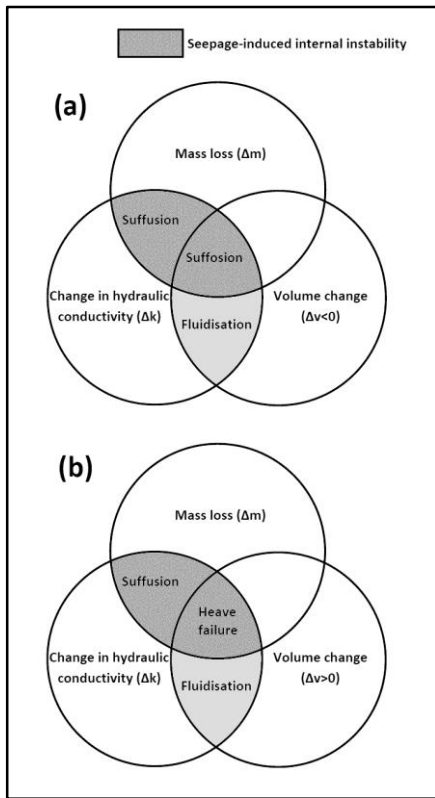 Seepage-induced internal instability
(a)
Mass loss (Δm)
Suffusion
Suffosion
Change in hydraulic
conductivity (Δk)
Volume change
(Δv<0)
Fluidisation
(b)
Mass loss (Δm)
Suffusion
Heave
failure
Change in hydraulic
conductivity (Δk)
Volume change
(Δv>0)
Fluidisation